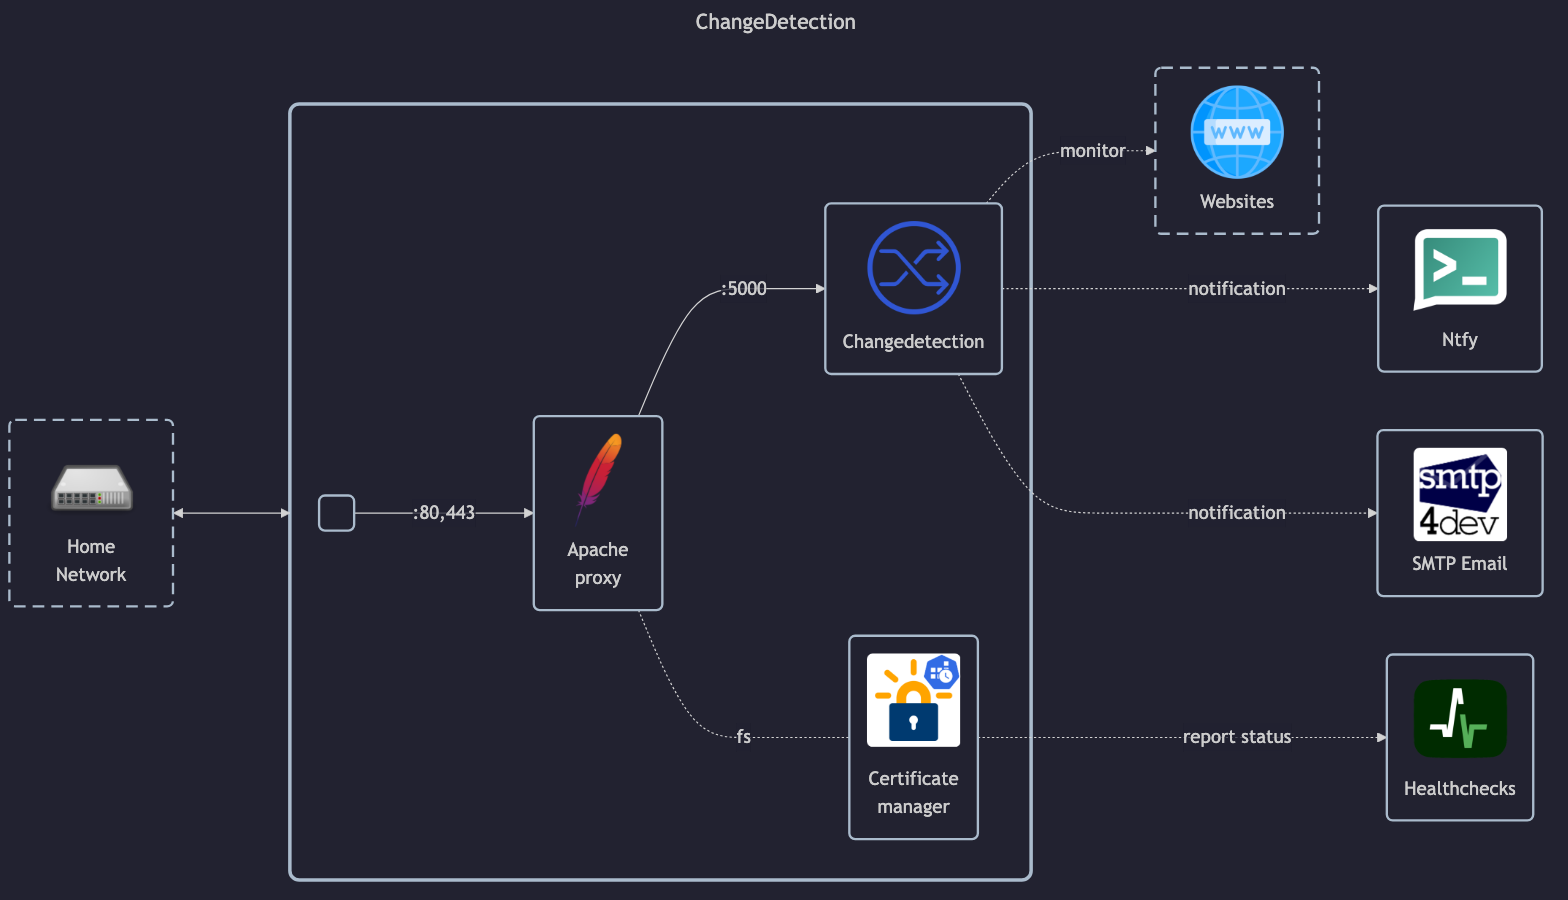 ChangeDetection
monitor
WWW
Websites
:5000
Changedetection
notification
>_
Ntfy
Home
Network
:80,443
Apache
proxy
notification
smtp
4dev
SMTP Email
fs
Certificate
manager
report status
Healthchecks